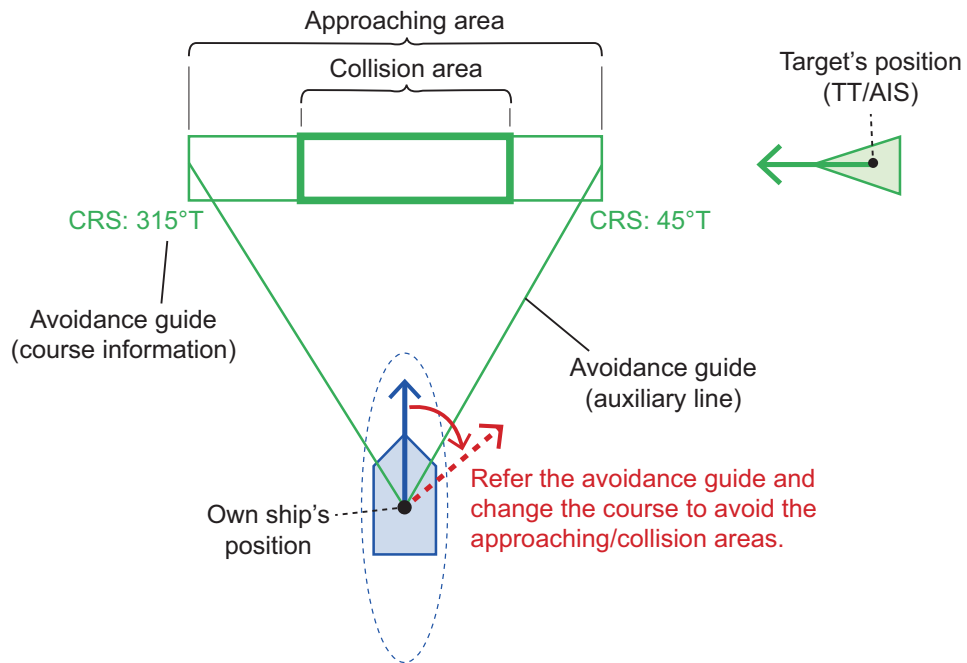 Approaching area
Collision area
Target's position
(TT/AIS)
CRS: 315°T
CRS: 45°T
Avoidance guide
(course information)
Avoidance guide
(auxiliary line)
Own ship's
position
Refer the avoidance guide and
change the course to avoid the
approaching/collision areas.